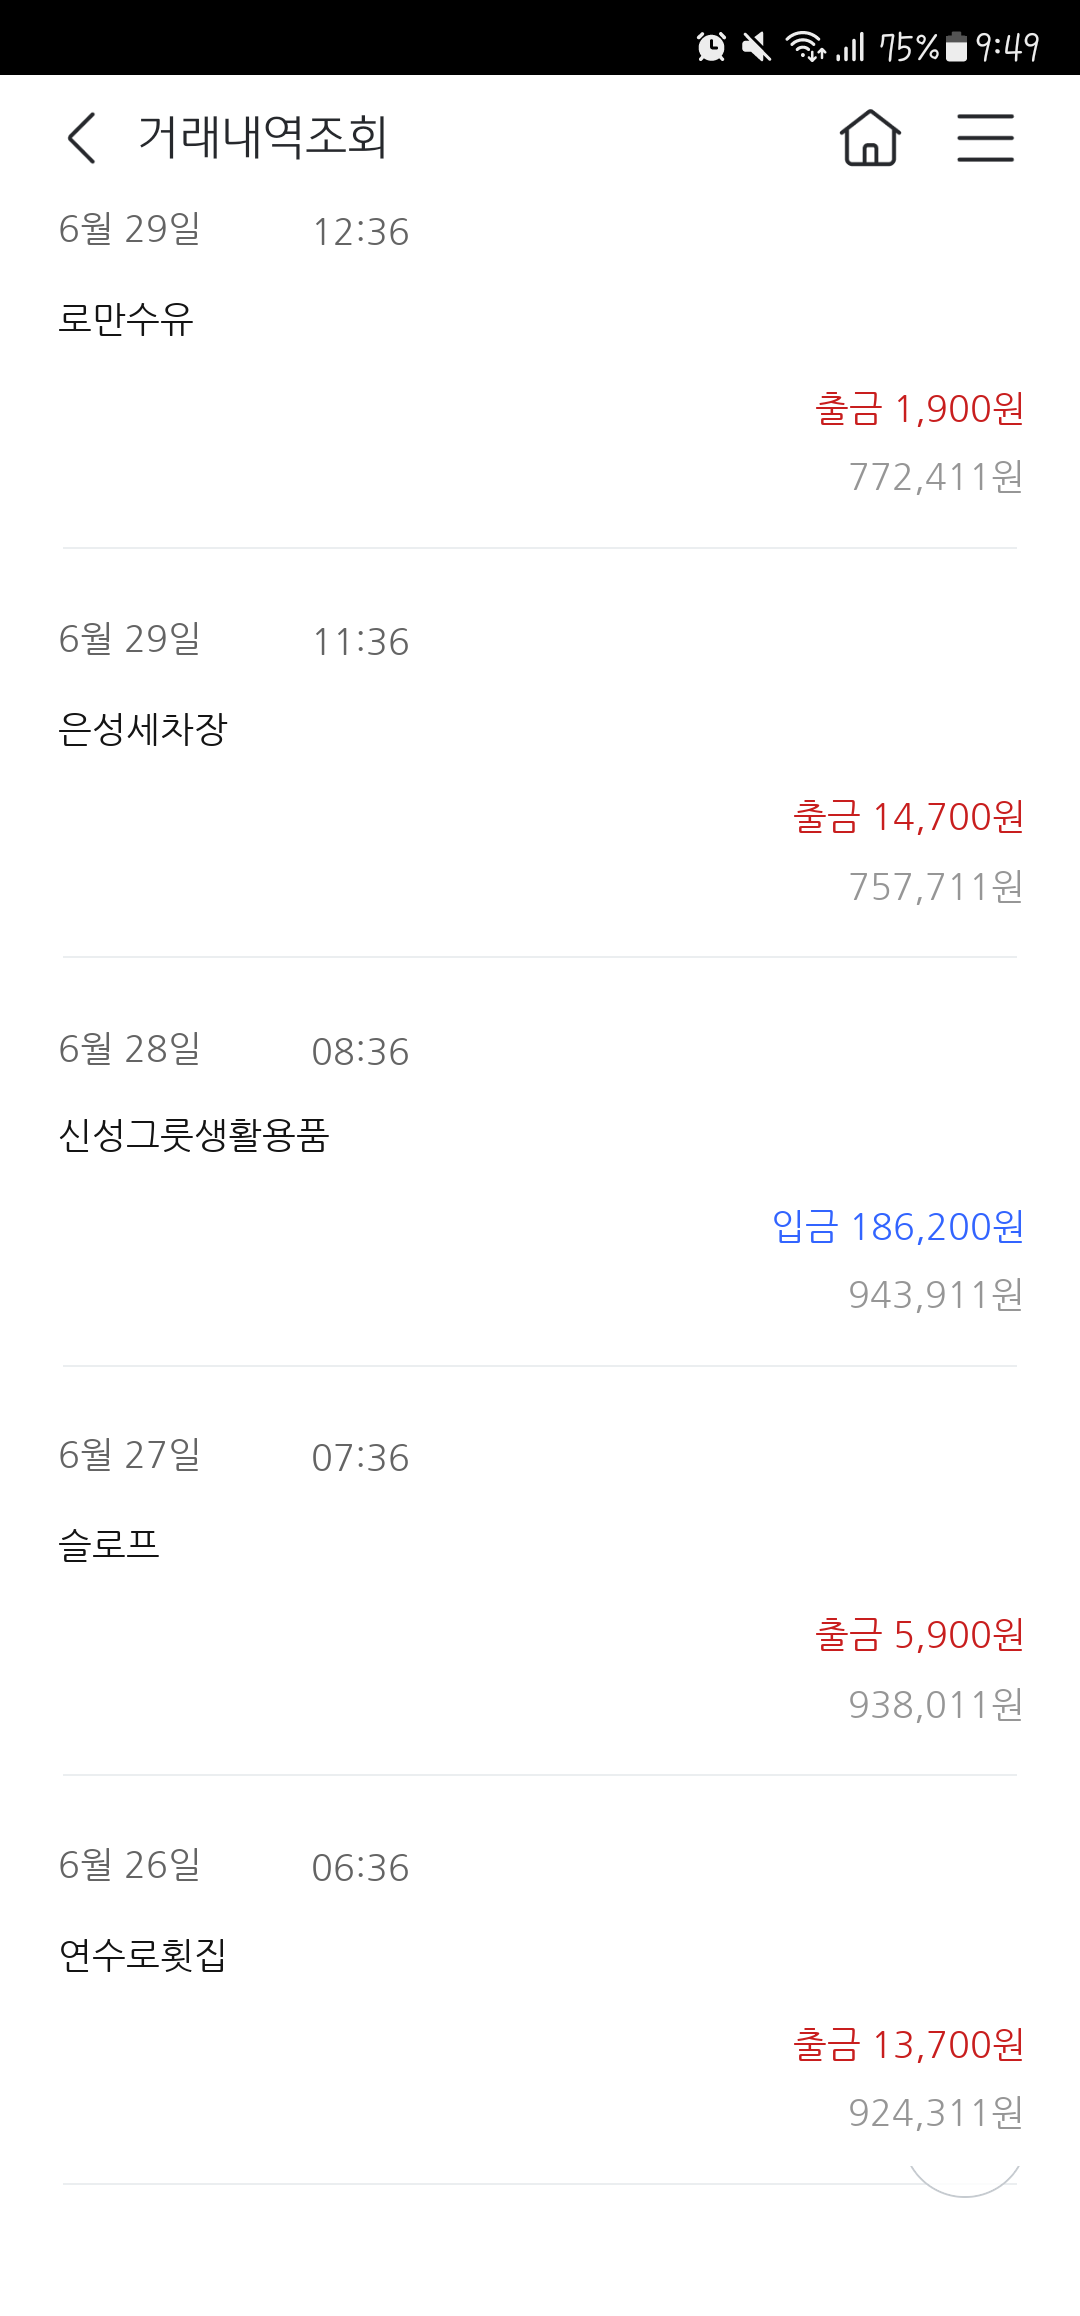 75% 9:49
거래내역조회
6월 29일 12:36
로만수유
출금 1,900원
772,411원
6월 29일 11:36
은성세차장
출금 14,700원
757,711원
6월 28일 08:36
신성그룻생활용품
입금 186,200원
943,911원
6월 27일 07:36
슬로프
출금 5,900원
938,011원
6월 26일 06:36
연수로횟집
출금 13,700원
924,311원